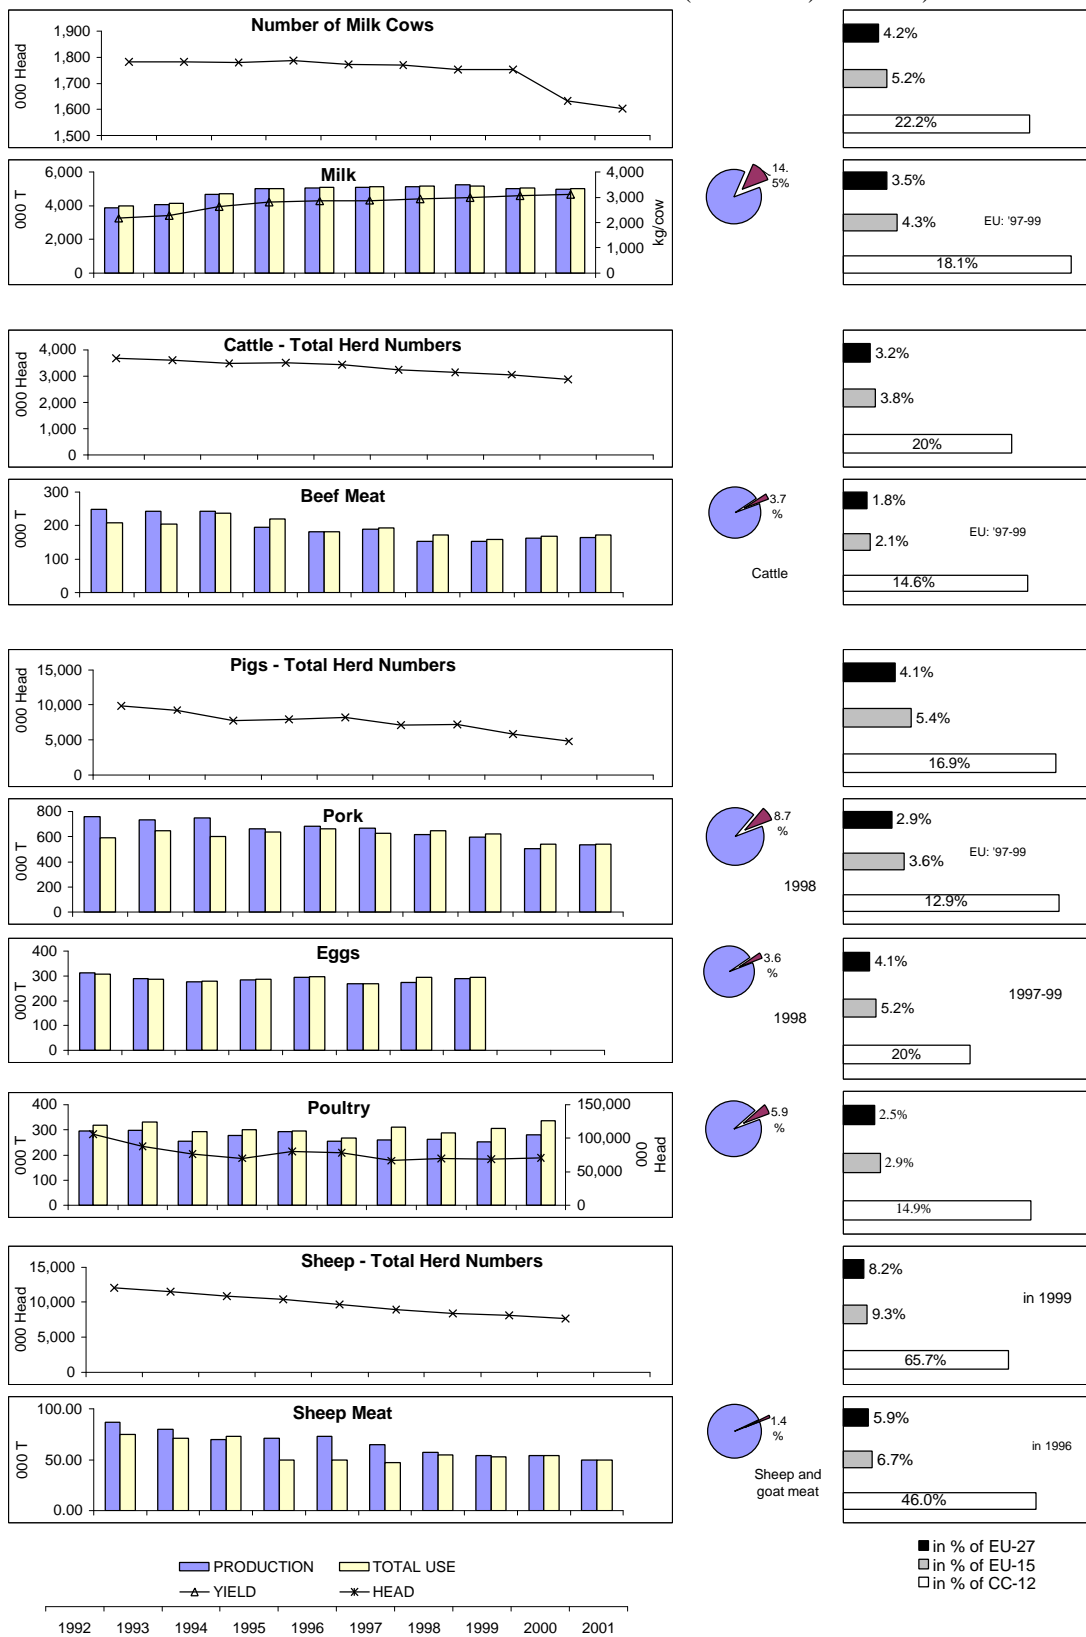 Number of Milk Cows
000 Head
1,900
1,800
1,700
1,600
1,500
4.2%
5.2%
22.2%
Milk
000 T
6,000
4,000
2,000
0
4,000
3,000
2,000
1,000
0
kg/cow
14.
5%
3.5%
4.3%
EU: '97-99
18.1%
Cattle - Total Herd Numbers
000 Head
4,000
3,000
2,000
1,000
0
3.2%
3.8%
20%
Beef Meat
000 T
300
200
100
0
3.7
%
Cattle
1.8%
2.1%
EU: '97-99
14.6%
Pigs - Total Herd Numbers
000 Head
15,000
10,000
5,000
0
4.1%
5.4%
16.9%
Pork
000 T
800
600
400
200
0
8.7
%
1998
2.9%
3.6%
EU: '97-99
12.9%
Eggs
000 T
400
300
200
100
0
3.6
%
1998
4.1%
5.2%
1997-99
20%
Poultry
000 T
400
300
200
100
0
150,000
100,000
50,000
0
000
Head
5.9
%
2.5%
2.9%
14.9%
Sheep - Total Herd Numbers
000 Head
15,000
10,000
5,000
0
8.2%
in 1999
9.3%
65.7%
Sheep Meat
000 T
100.00
50.00
0.00
1.4
%
Sheep and
goat meat
5.9%
in 1996
6.7%
46.0%
PRODUCTION TOTAL USE
YIELD HEAD
in % of EU-27
in % of EU-15
in % of CC-12
1992 1993 1994 1995 1996 1997 1998 1999 2000 2001